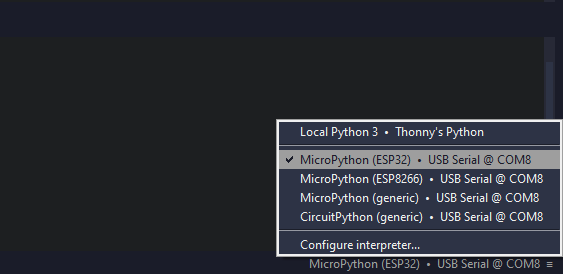 Local Python 3 • Thonny's Python
✓ MicroPython (ESP32) • USB Serial @ COM8
MicroPython (ESP8266) • USB Serial @ COM8
MicroPython (generic) • USB Serial @ COM8
CircuitPython (generic) • USB Serial @ COM8
Configure interpreter...
MicroPython (ESP32) • USB Serial @ COM8 ≡